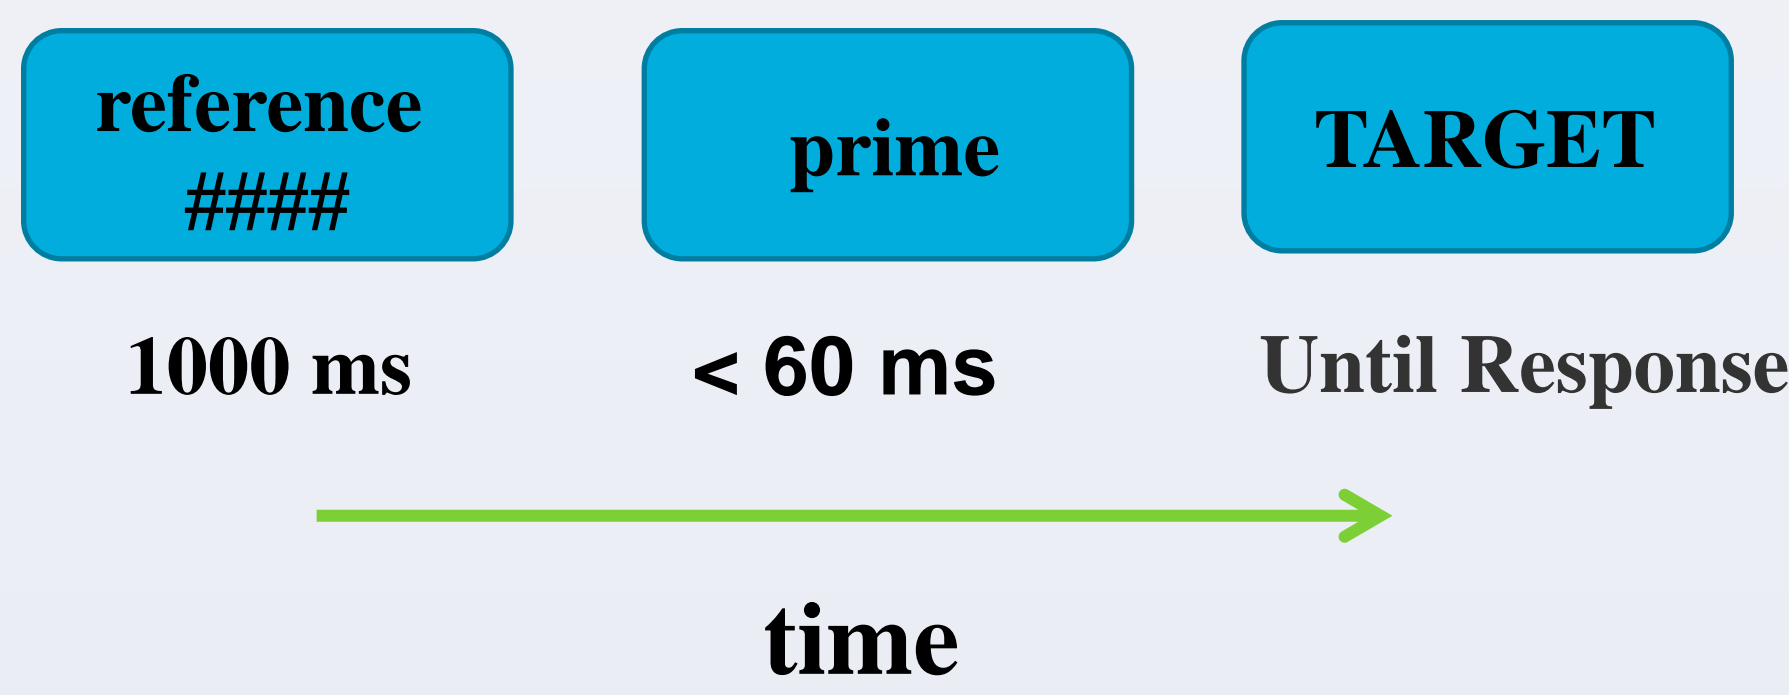 reference
####
prime
TARGET
1000 ms
< 60 ms
Until Response
time